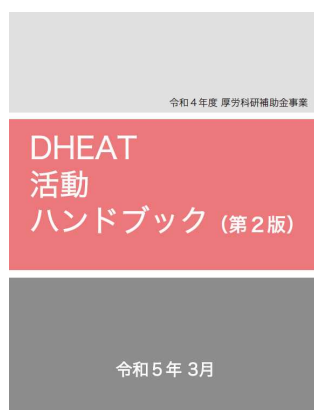 令和４年度 厚労科研補助金事業
DHEAT
活動
ハンドブック（第２版）
令和５年 3月